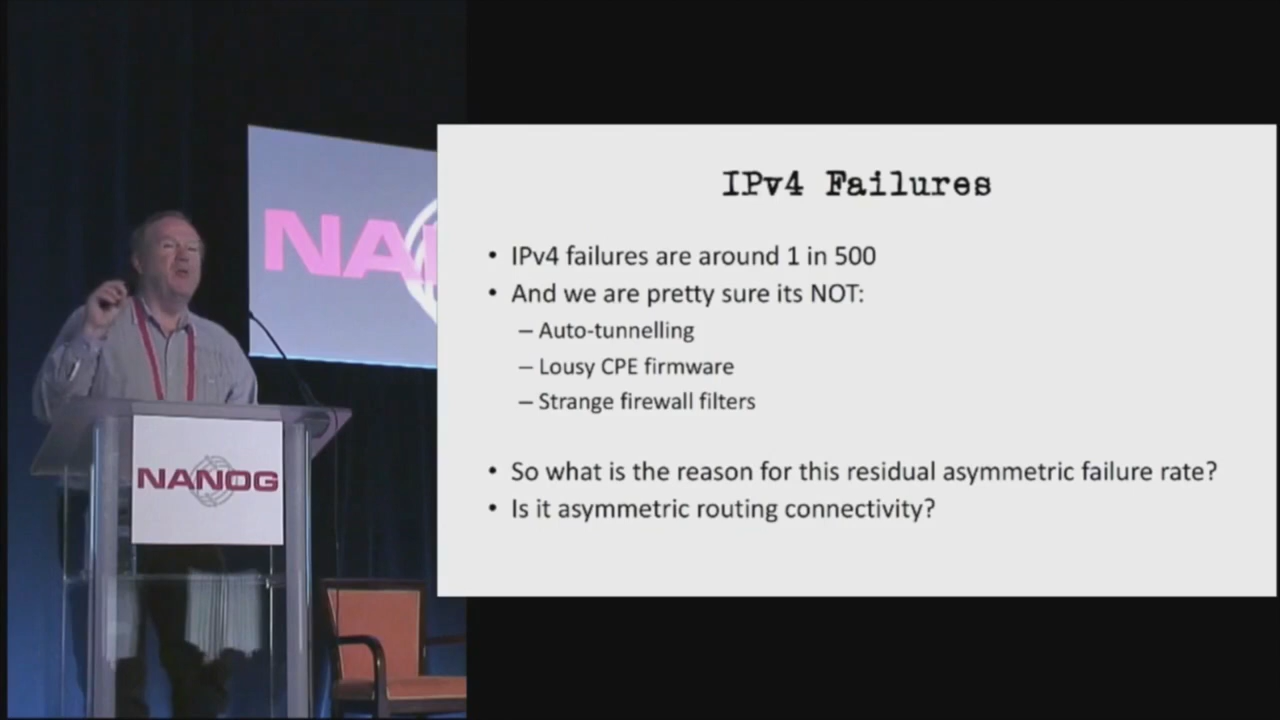 NA
NANOG
IPv4 Failures
• IPv4 failures are around 1 in 500
• And we are pretty sure its NOT:
– Auto-tunnelling
– Lousy CPE firmware
– Strange firewall filters
• So what is the reason for this residual asymmetric failure rate?
• Is it asymmetric routing connectivity?